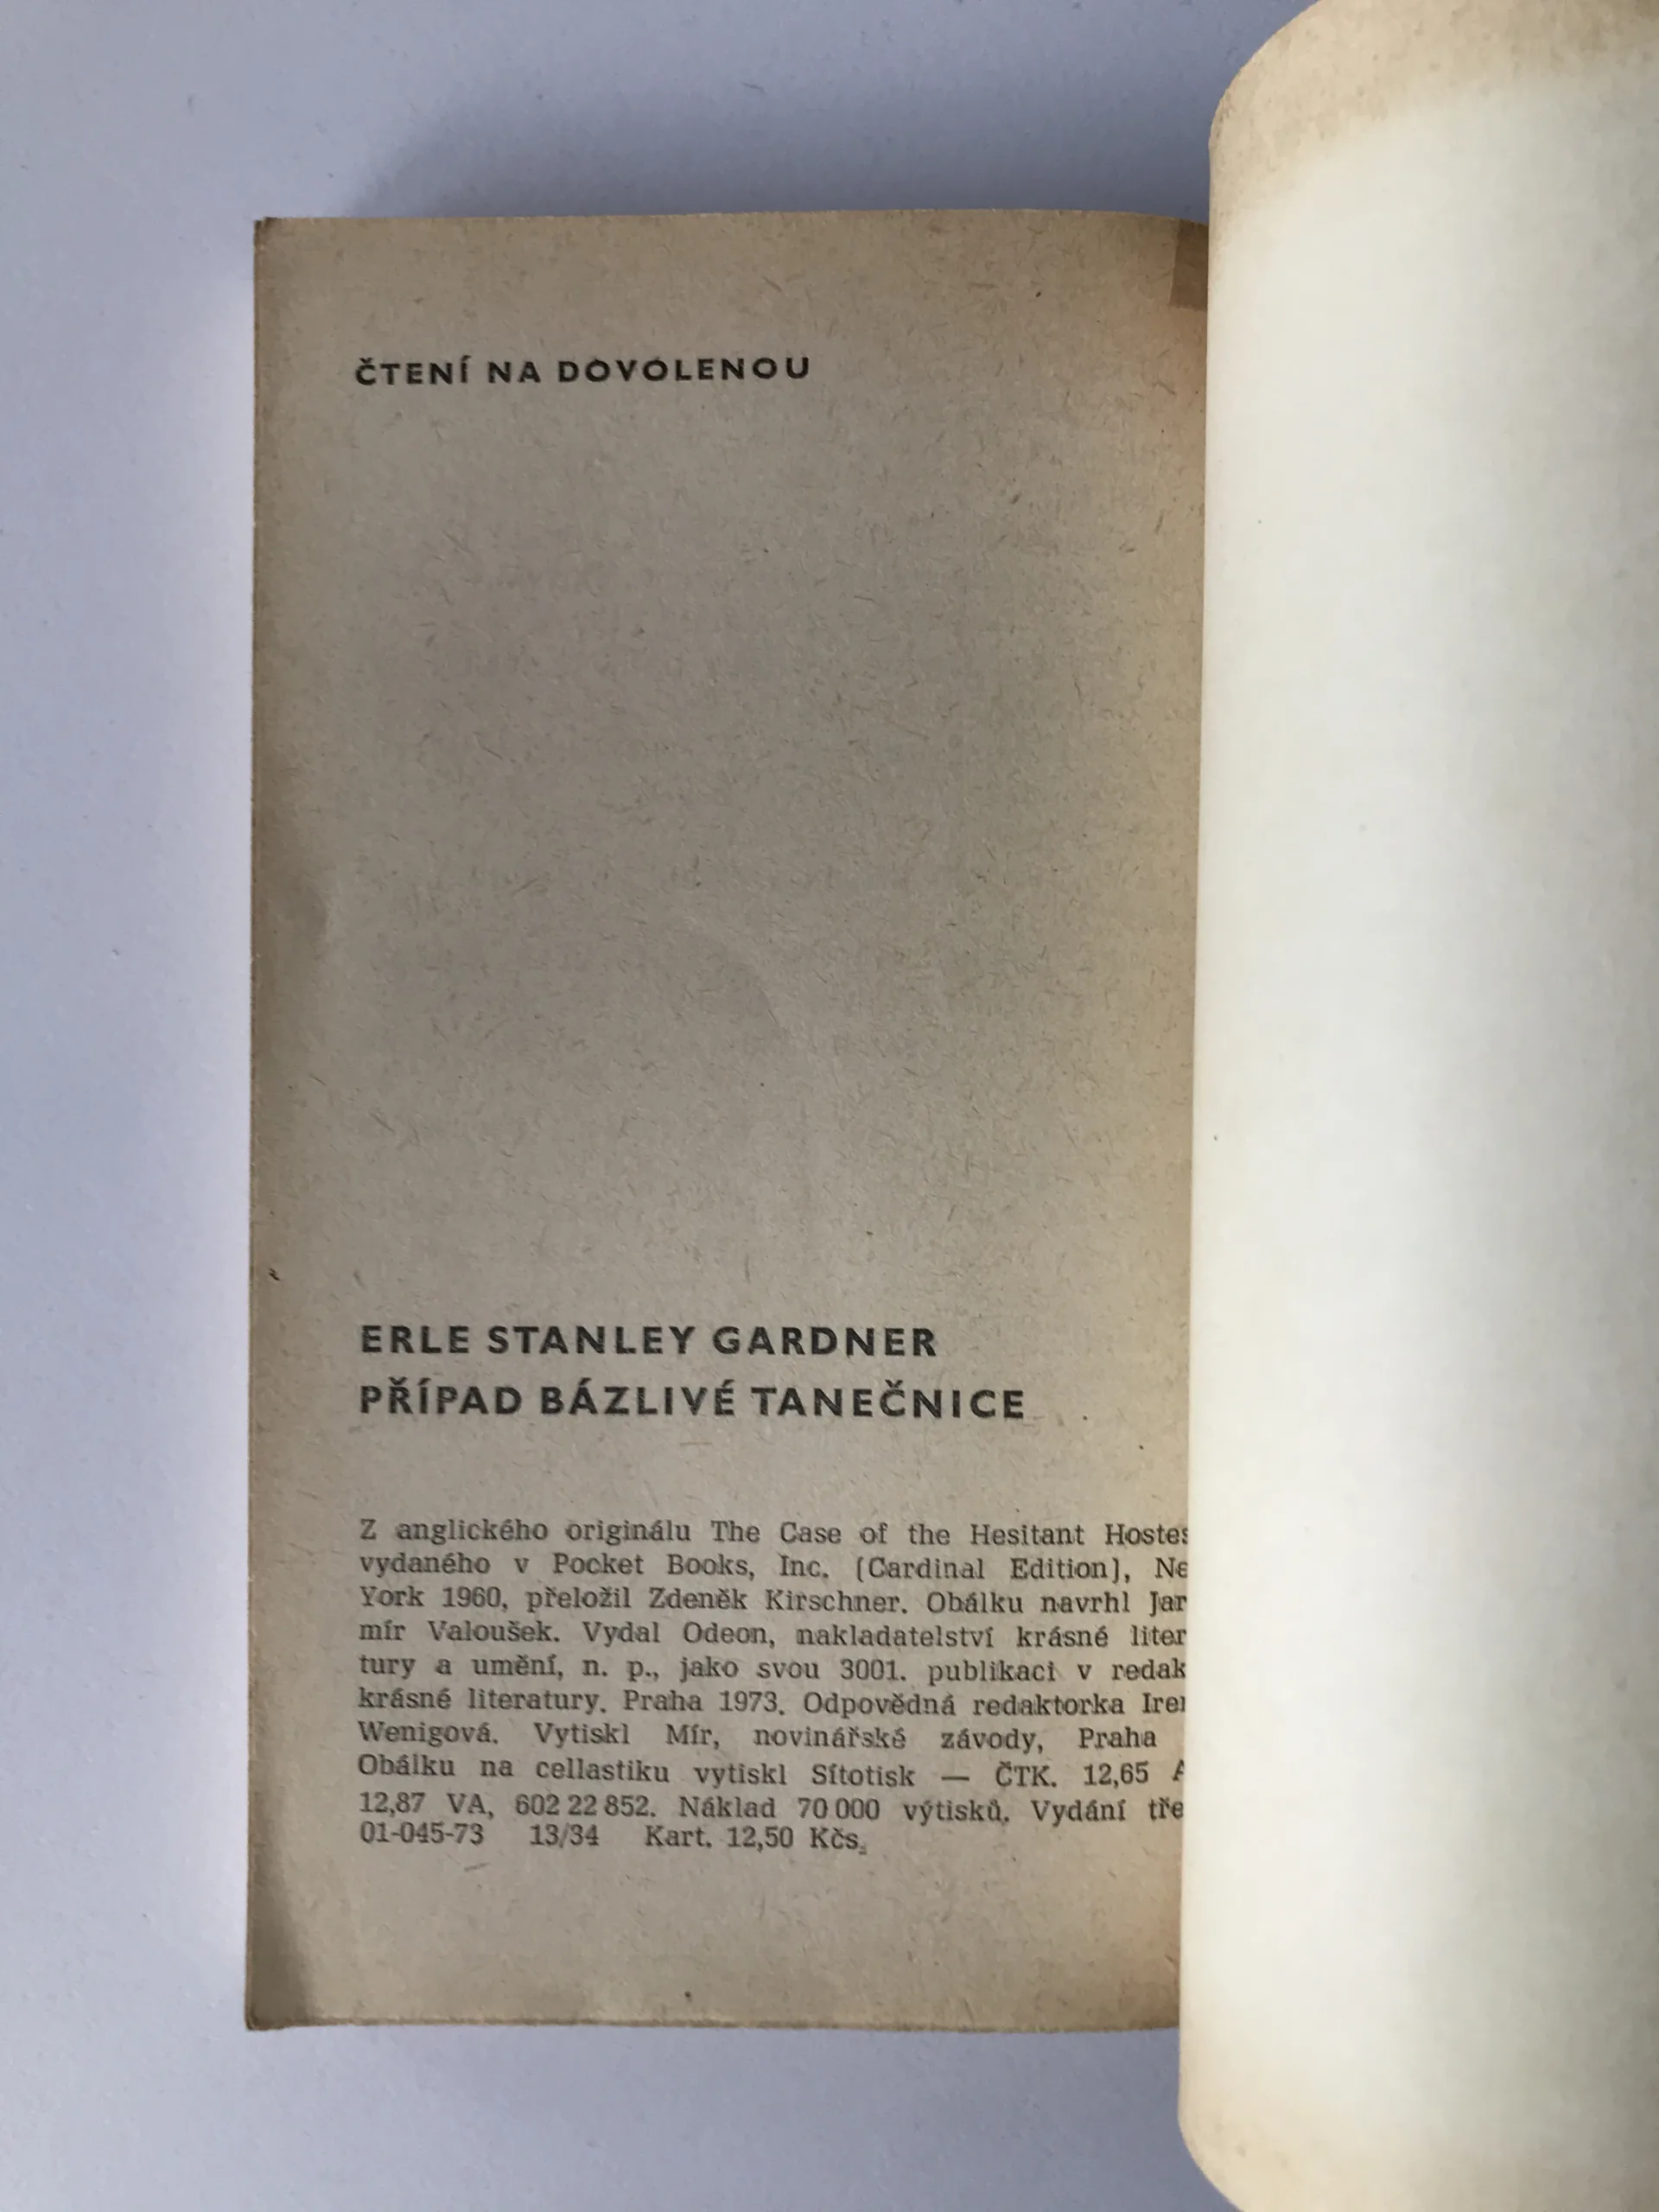 ČTENÍ NA DOVOLENOU
ERLE STANLEY GARDNER
PŘÍPAD BÁZLIVÉ TANEČNICE
Z anglického originálu The Case of the Hesitant Hostes
vydaného v Pocket Books, Inc. (Cardinal Edition), Ne
York 1960, přeložil Zdeněk Kirschner. Obálku navrhl Jar
mír Valoušek. Vydal Odeon, nakladatelství krásné liter
tury a umění, n. p., jako svou 3001. publikaci v redak
krásné literatury. Praha 1973. Odpovědná redaktorka Iren
Wenigová. Vytiskl Mír, novinářské závody, Praha
Obálku na cellastiku vytiskl Sítotisk — ČTK. 12,65 A
12,87 VA, 602 22 852. Náklad 70 000 výtisků. Vydání tře
01-045-73 13/34 Kart. 12,50 Kčs.